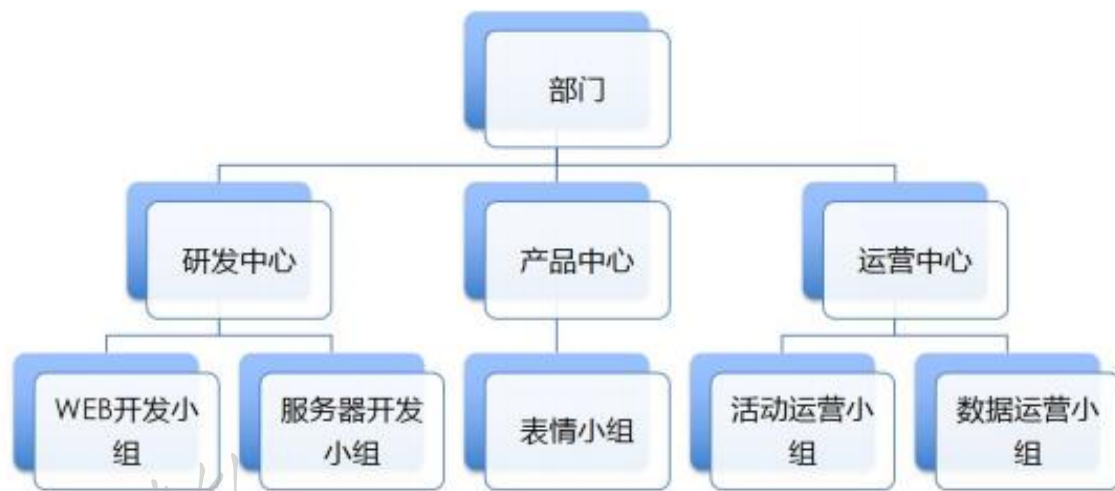 部门
研发中心
产品中心
运营中心
WEB开发小
组
服务器开发
小组
表情小组
活动运营小
组
数据运营小
组